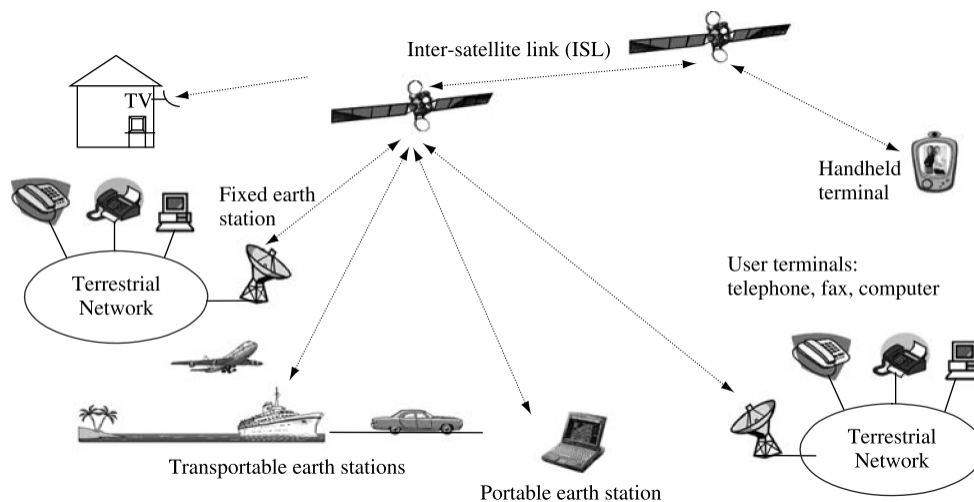 Inter-satellite link (ISL)
TV
Handheld
terminal
Fixed earth
station
Terrestrial
Network
User terminals:
telephone, fax, computer
Terrestrial
Network
Transportable earth stations
Portable earth station